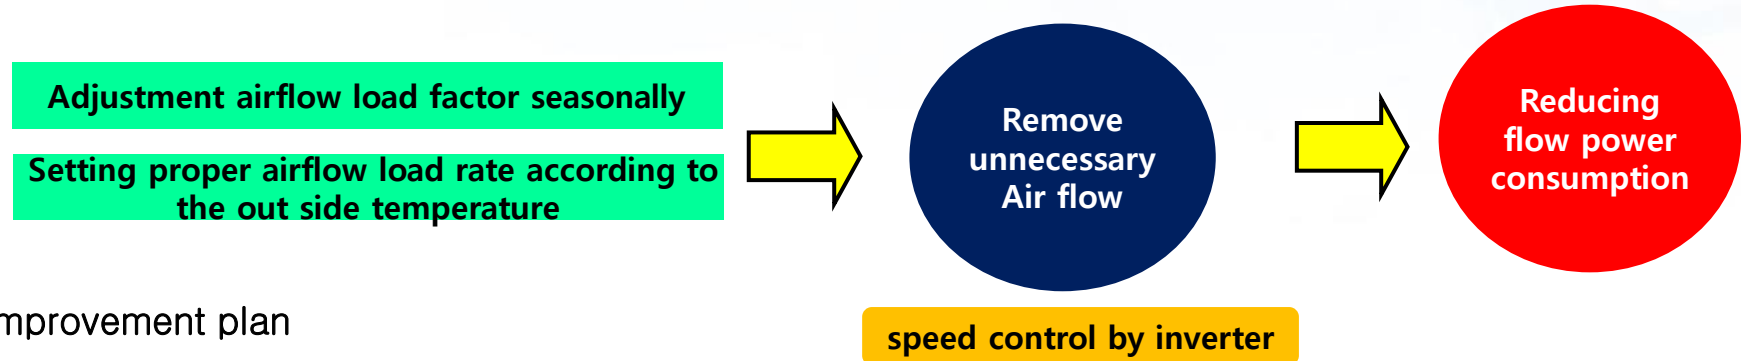 Adjustment airflow load factor seasonally
Setting proper airflow load rate according to
the out side temperature
Remove
unnecessary
Air flow
Reducing
flow power
consumption
speed control by inverter
mprovement plan